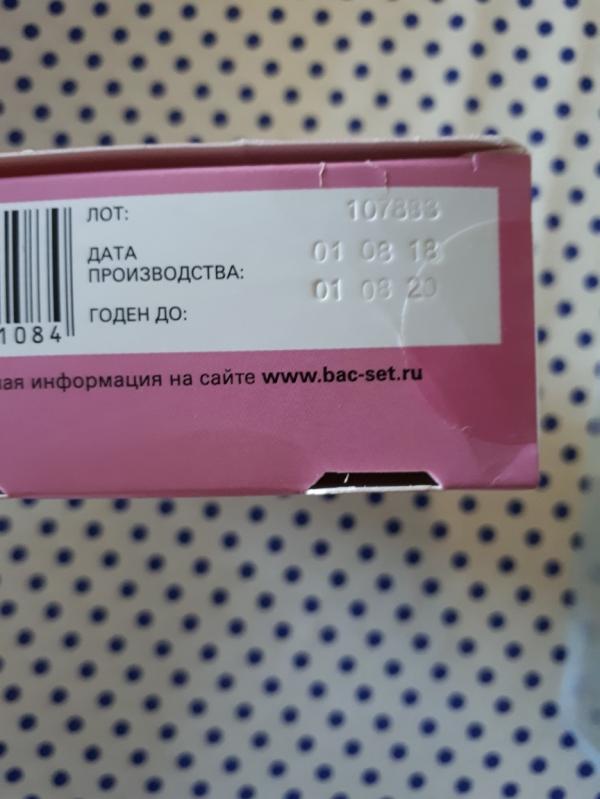 ЛОТ: 107833
ДАТА 01 08 18
ПРОИЗВОДСТВА:
01 08 20
ГОДЕН ДО:
1084
ная информация на сайте www.bac-set.ru